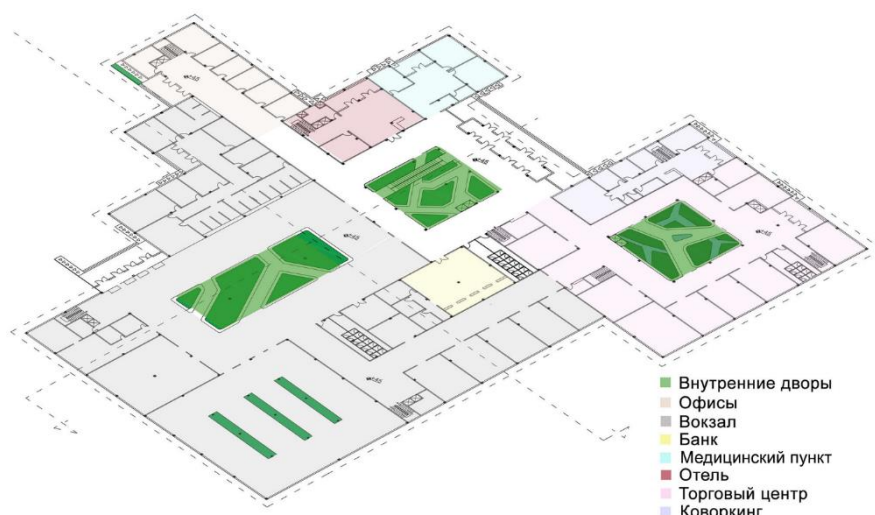 Внутренние дворы
Офисы
Вокзал
Банк
Медицинский пункт
Отель
Торговый центр
Коворкинг